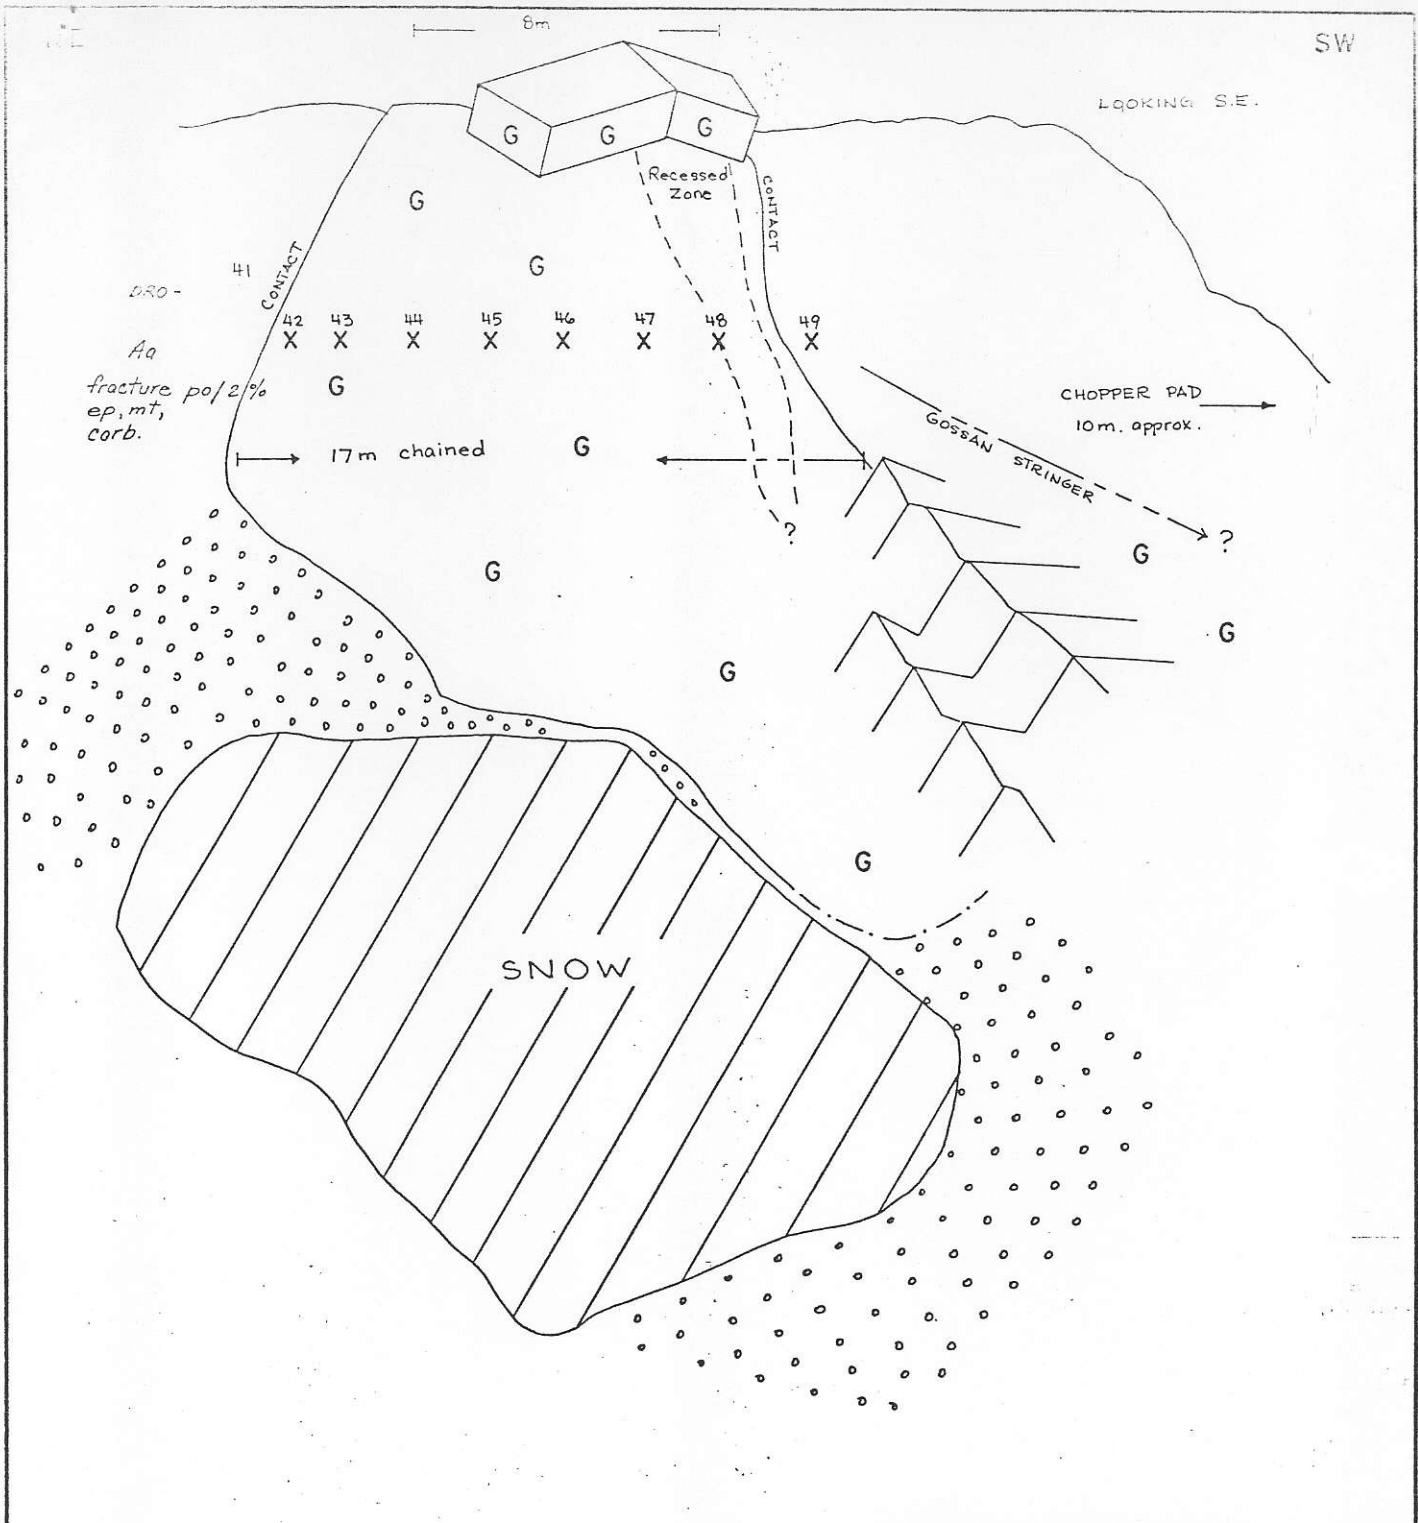 8m
SW
LOOKING S.E.
G G G
Recessed
Zone
CONTACT
G
G
CONTACT
41
DRO-
42 43 44 45 46 47 48 49
X X X X X X X X
Aa
fracture po/2%
ep, mt,
carb.
G
CHOPPER PAD
10m. approx.
GOSSAN STRINGER
?
17m chained
G
?
G
G
G
G
G
SNOW